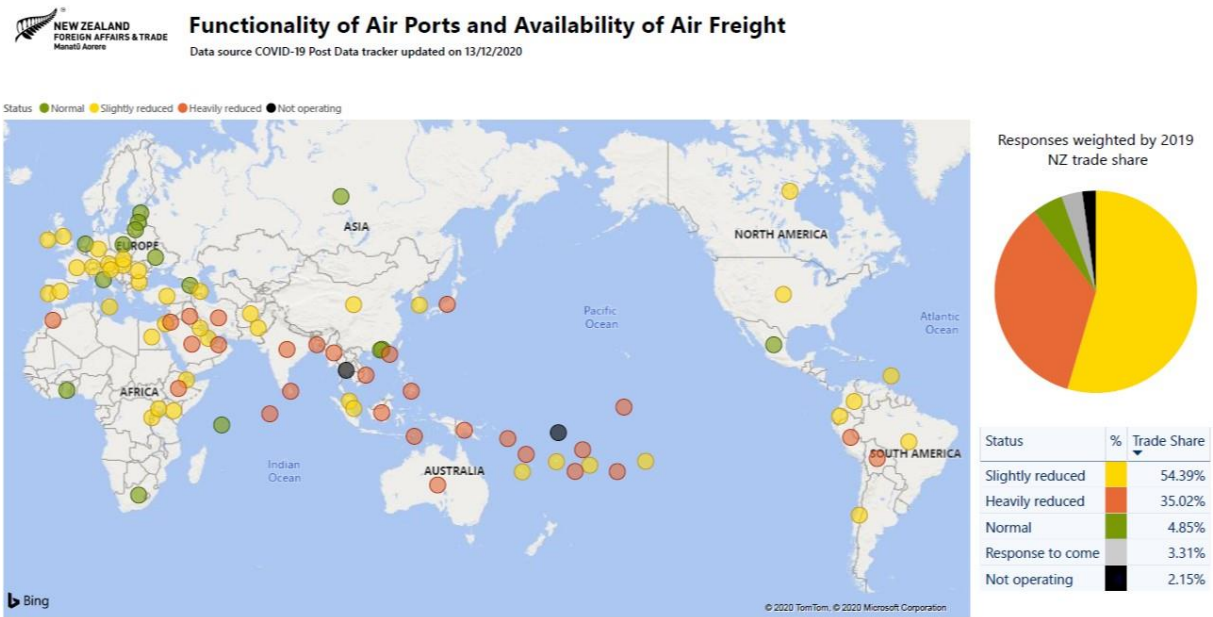 NEW ZEALAND
FOREIGN AFFAIRS & TRADE
Manatū Aorere
Functionality of Air Ports and Availability of Air Freight
Data source COVID-19 Post Data tracker updated on 13/12/2020
Status Normal Slightly reduced Heavily reduced Not operating
ASIA
EUROPE
NORTH AMERICA
Pacific
Ocean
Atlantic
Ocean
AFRICA
SOUTH AMERICA
Indian
Ocean
AUSTRALIA
Bing
© 2020 TomTom, © 2020 Microsoft Corporation
Responses weighted by 2019
NZ trade share
Status % Trade Share
Slightly reduced 54.39%
Heavily reduced 35.02%
Normal 4.85%
Response to come 3.31%
Not operating 2.15%